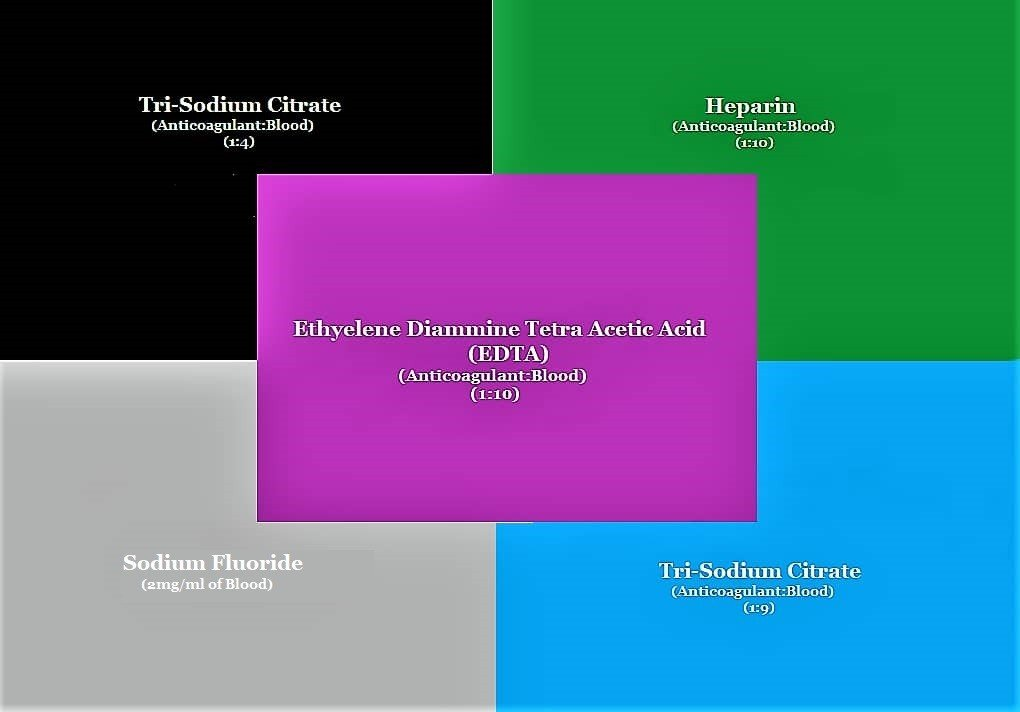 Tri-Sodium Citrate
(Anticoagulant:Blood)
(1:4)
Heparin
(Anticoagulant:Blood)
(1:10)
Ethyelene Diammine Tetra Acetic Acid
(EDTA)
(Anticoagulant:Blood)
(1:10)
Sodium Fluoride
(2mg/ml of Blood)
Tri-Sodium Citrate
(Anticoagulant:Blood)
(1:9)